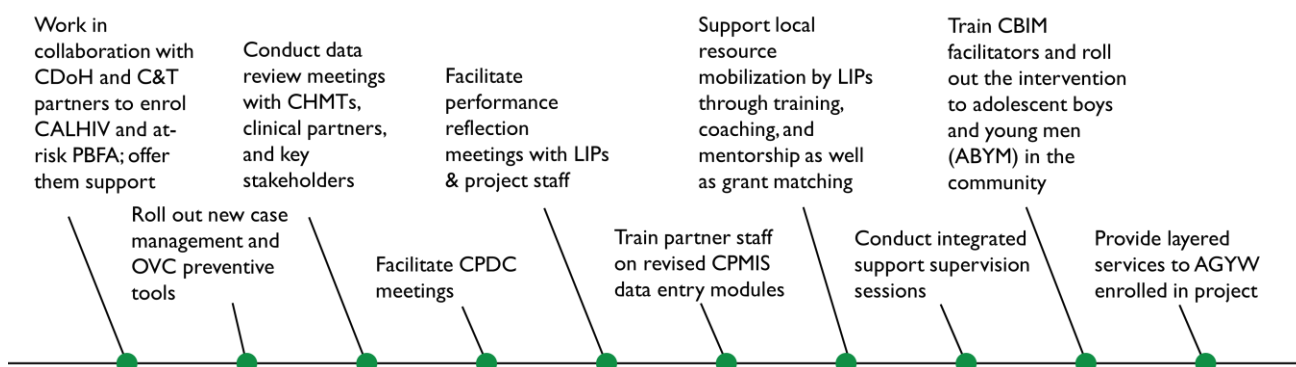 Work in
collaboration with
CDoH and C&T
partners to enrol
CALHIV and at-
risk PBFA; offer
them support
Roll out new case
management and
OVC preventive
tools
Conduct data
review meetings
with CHMTs,
clinical partners,
and key
stakeholders
Facilitate CPDC
meetings
Facilitate
performance
reflection
meetings with LIPs
& project staff
Train partner staff
on revised CPMIS
data entry modules
Support local
resource
mobilization by LIPs
through training,
coaching, and
mentorship as well
as grant matching
Conduct integrated
support supervision
sessions
Train CBIM
facilitators and roll
out the intervention
to adolescent boys
and young men
(ABYM) in the
community
Provide layered
services to AGYW
enrolled in project